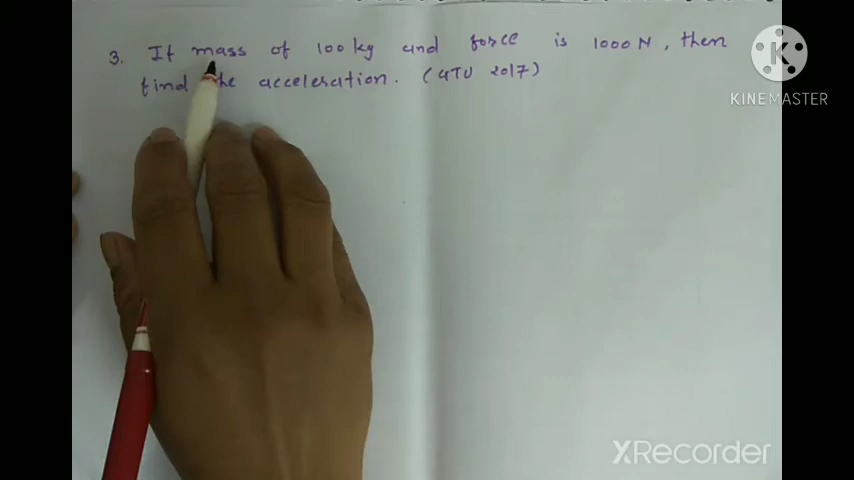 3. If mass of 100 kg and force is 1000 N, then
find the acceleration. (GTU 2017)
KINEMASTER
XRecorder